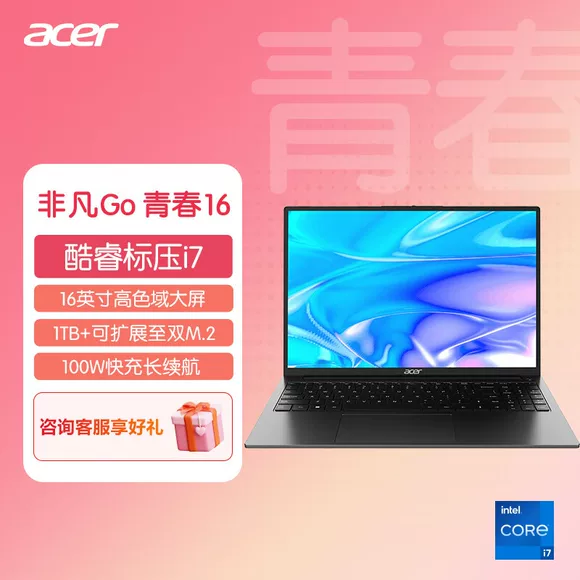 acer
青春
非凡Go 青春16
酷睿标压i7
16英寸高色域大屏
1TB+可扩展至双M.2
100W快充长续航
咨询客服享好礼
acer
intel
CORE
i7